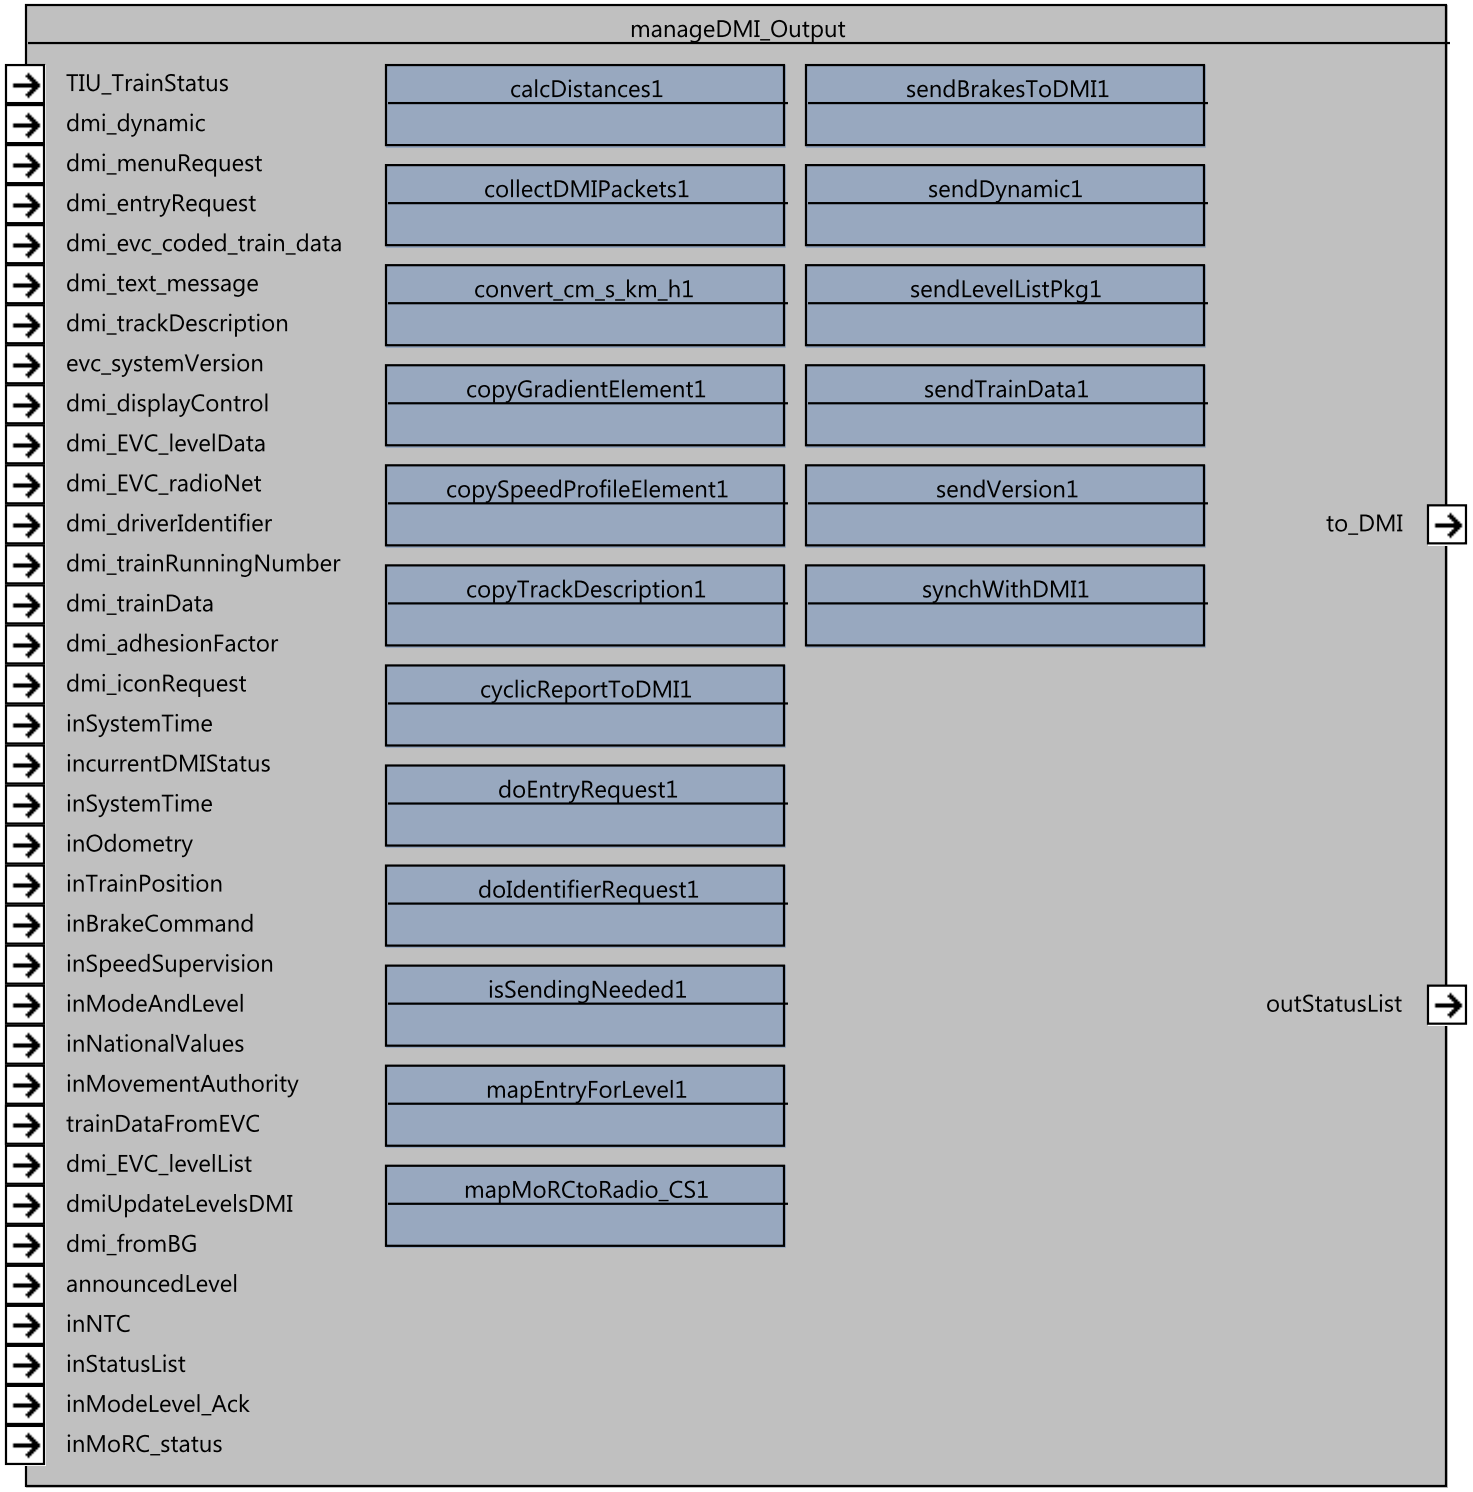 manageDMI_Output
TIU_TrainStatus
dmi_dynamic
dmi_menuRequest
dmi_entryRequest
dmi_evc_coded_train_data
dmi_text_message
dmi_trackDescription
evc_systemVersion
dmi_displayControl
dmi_EVC_levelData
dmi_EVC_radioNet
dmi_driverIdentifier
dmi_trainRunningNumber
dmi_trainData
dmi_adhesionFactor
dmi_iconRequest
inSystemTime
incurrentDMIStatus
inSystemTime
inOdometry
inTrainPosition
inBrakeCommand
inSpeedSupervision
inModeAndLevel
inNationalValues
inMovementAuthority
trainDataFromEVC
dmi_EVC_levelList
dmiUpdateLevelsDMI
dmi_fromBG
announcedLevel
inNTC
inStatusList
inModeLevel_Ack
inMoRC_status
calcDistances1
collectDMIPackets1
convert_cm_s_km_h1
copyGradientElement1
copySpeedProfileElement1
copyTrackDescription1
cyclicReportToDMI1
doEntryRequest1
doIdentifierRequest1
isSendingNeeded1
mapEntryForLevel1
mapMoRCtoRadio_CS1
sendBrakesToDMI1
sendDynamic1
sendLevelListPkg1
sendTrainData1
sendVersion1
synchWithDMI1
to_DMI
outStatusList